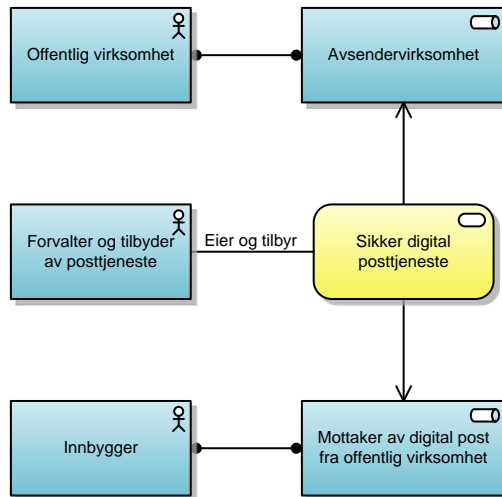 Offentlig virksomhet
Avsendervirksomhet
Forvalter og tilbyder
av posttjeneste
Eier og tilbyr
Sikker digital
posttjeneste
Innbygger
Mottaker av digital post
fra offentlig virksomhet